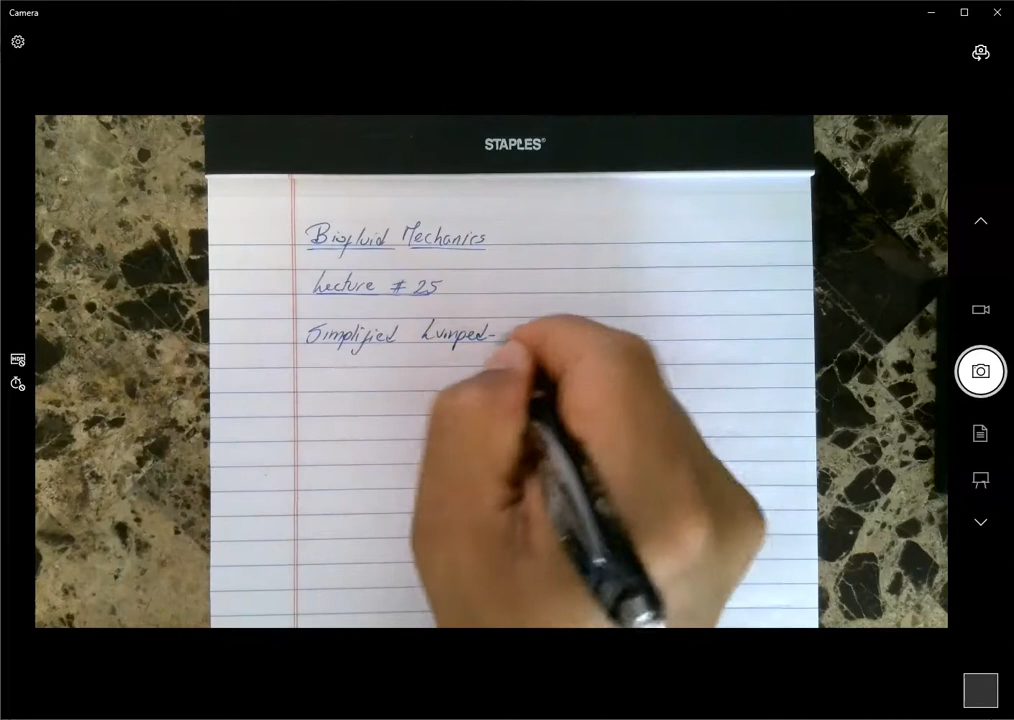 Camera
STAPLES®
Biofluid Mechanics
Lecture # 25
Simplified Lumped-